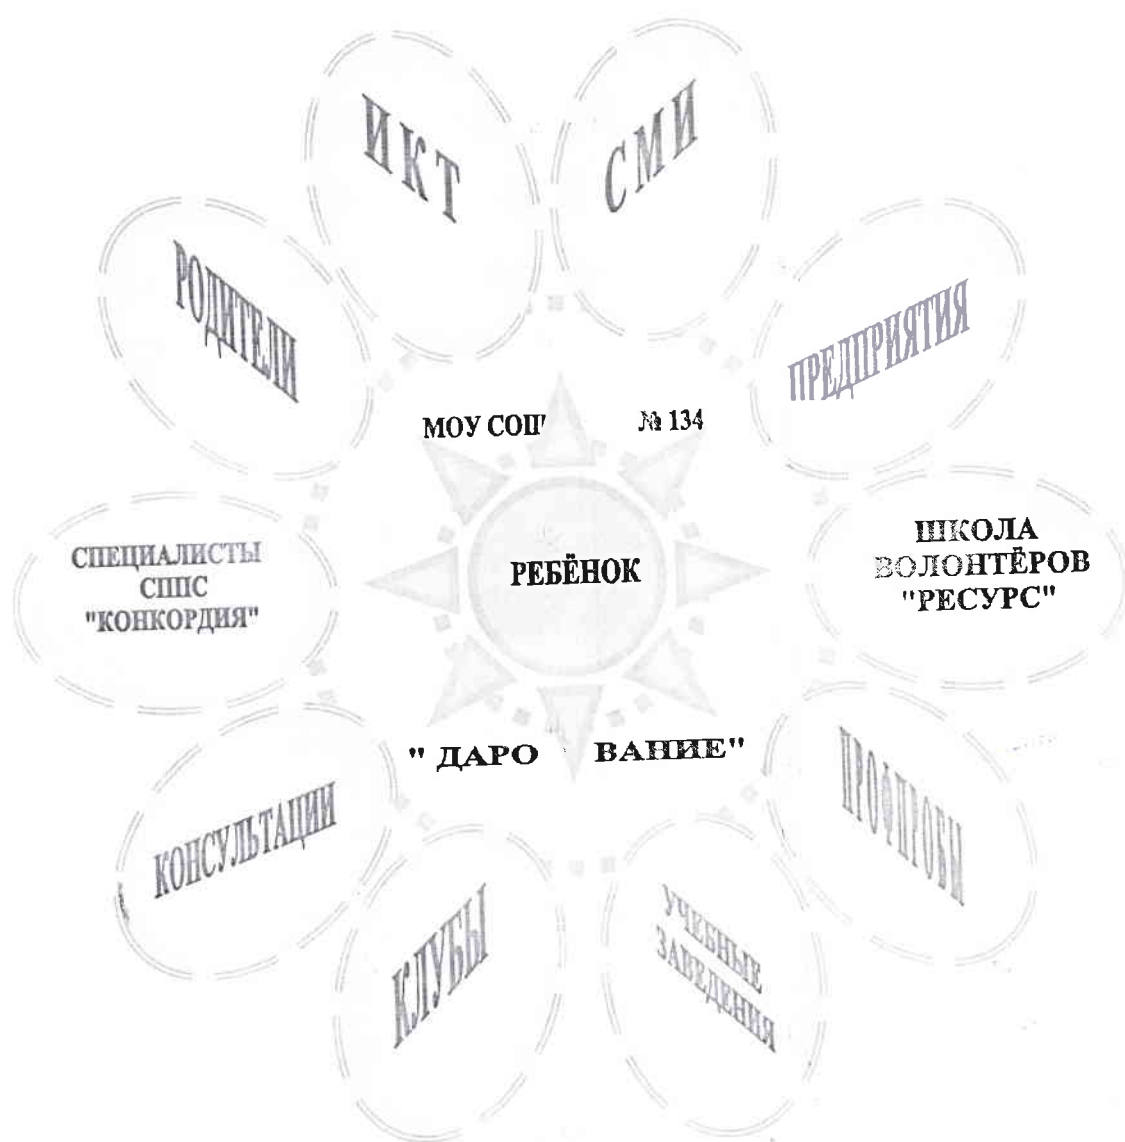 ИКТ
СМИ
РОДИТЕЛИ
ПРЕДПРИЯТИЯ
МОУ СОШ № 134
СПЕЦИАЛИСТЫ
СППС
"КОНКОРДИЯ"
РЕБЁНОК
ШКОЛА
ВОЛОНТЁРОВ
"РЕСУРС"
" ДАРО ВАНИЕ"
КОНСУЛЬТАЦИИ
ПРОФПРОБЫ
КЛУБЫ
УЧЕБНЫЕ
ЗАВЕДЕНИЯ